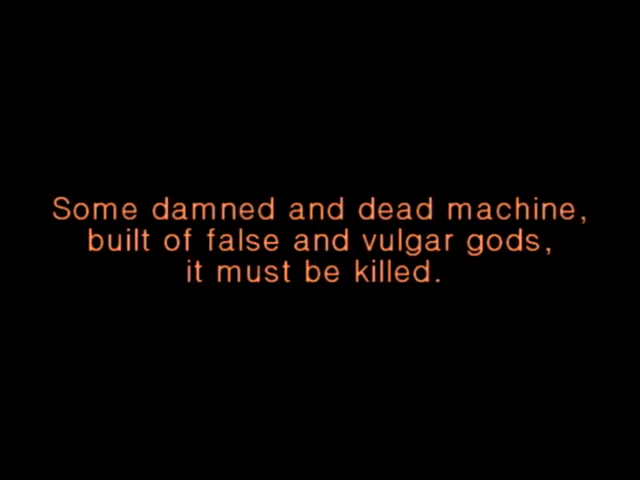 Some damned and dead machine,
built of false and vulgar gods,
it must be killed.